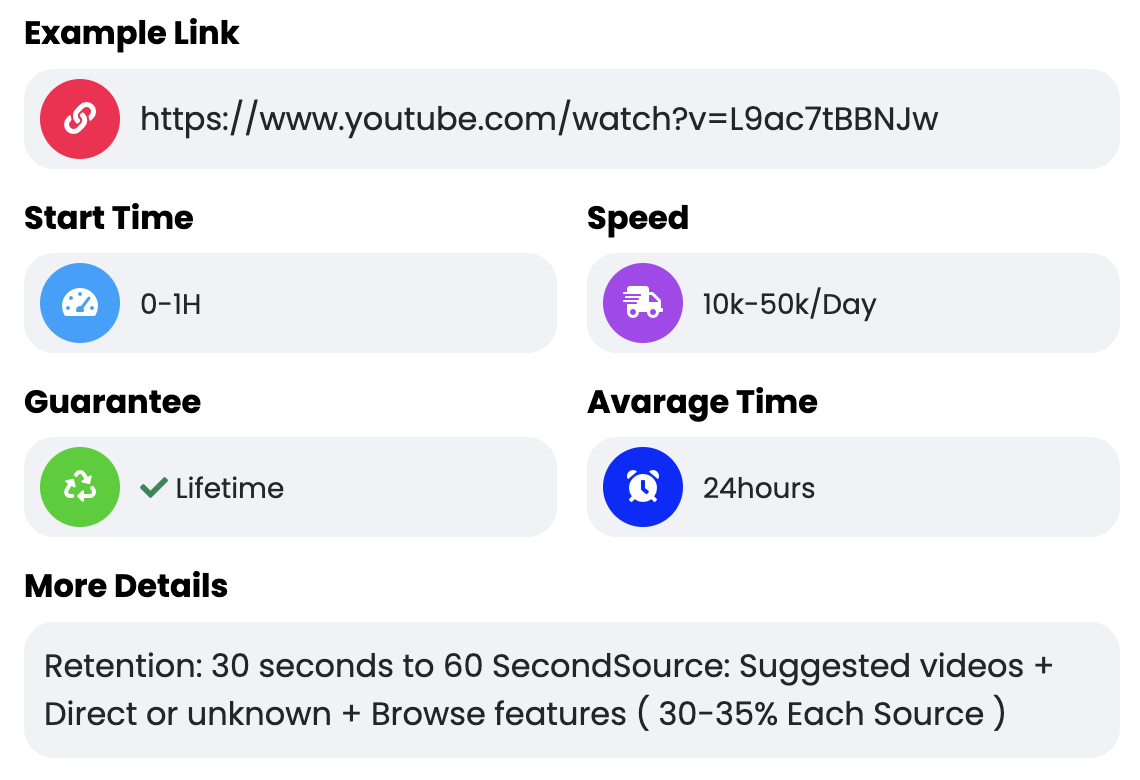 Example Link
https://www.youtube.com/watch?v=L9ac7tBBNJw
Start Time
Speed
0-1H
10k-50k/Day
Guarantee
Avarage Time
Lifetime
24hours
More Details
Retention: 30 seconds to 60 SecondSource: Suggested videos +
Direct or unknown + Browse features ( 30-35% Each Source )